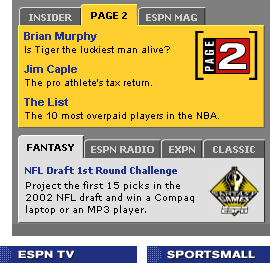 INSIDER PAGE 2 ESPN MAG
Brian Murphy
Is Tiger the luckiest man alive?
PAGE 2
Jim Caple
The pro athlete's tax return.
The List
The 10 most overpaid players in the NBA.
FANTASY ESPN RADIO EXPN CLASSIC
NFL Draft 1st Round Challenge
Project the first 15 picks in the
2002 NFL draft and win a Compaq
laptop or an MP3 player.
FANTASY
GAMES
ESPN
ESPN TV SPORTSMALL